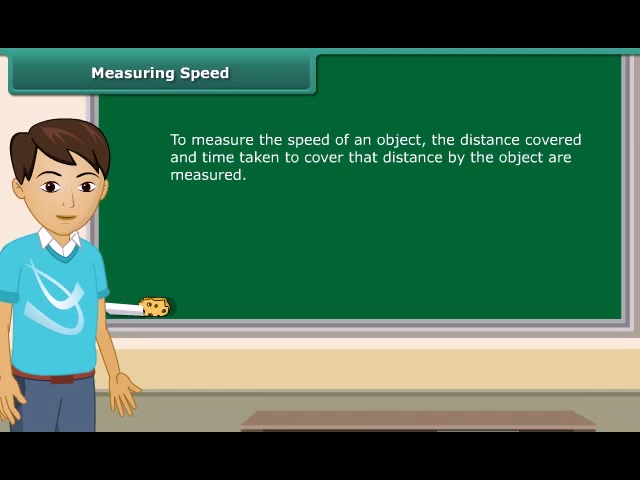 Measuring Speed
To measure the speed of an object, the distance covered
and time taken to cover that distance by the object are
measured.